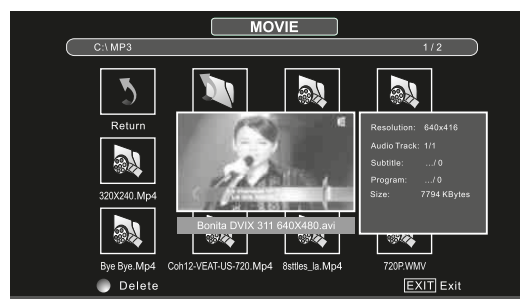 MOVIE
C:\ MP3 1 / 2
Return
Resolution: 640x416
Audio Track: 1/1
Subtitle: .../ 0
Program: .../ 0
Size: 7794 KBytes
320X240.Mp4
Bonita DVIX 311 640X480.avi
Bye Bye.Mp4 Coh12-VEAT-US-720.Mp4 8sttles_la.Mp4 720P.WMV
Delete EXIT Exit